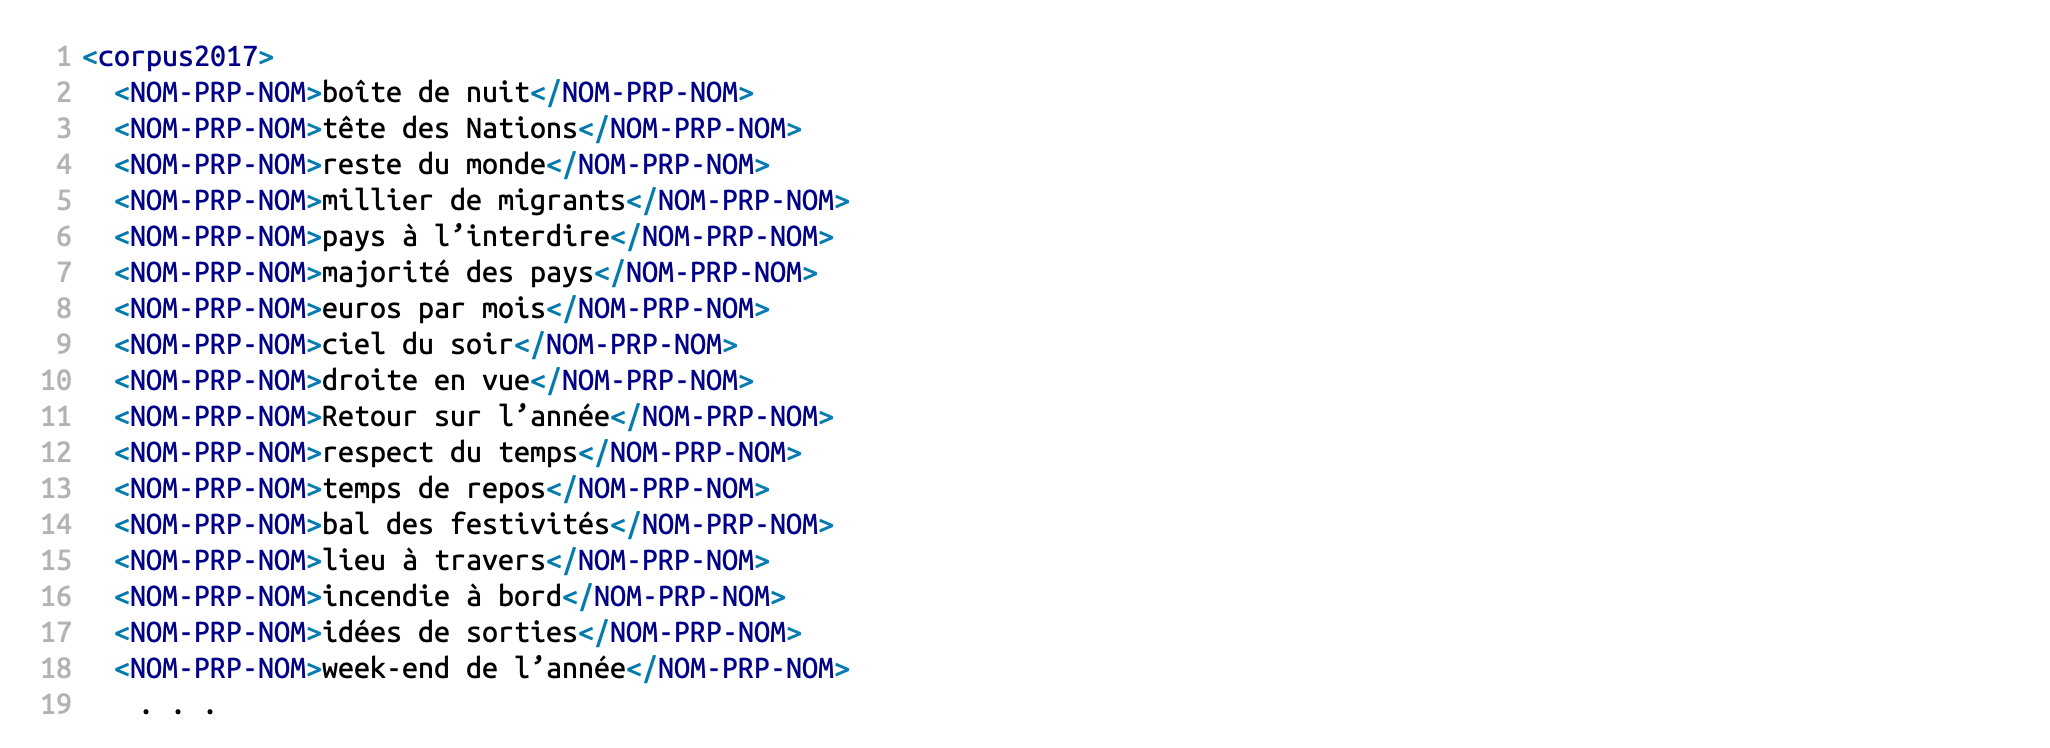 1 <corpus2017>
2 <NOM-PRP-NOM>boîte de nuit</NOM-PRP-NOM>
3 <NOM-PRP-NOM>tête des Nations</NOM-PRP-NOM>
4 <NOM-PRP-NOM>reste du monde</NOM-PRP-NOM>
5 <NOM-PRP-NOM>millier de migrants</NOM-PRP-NOM>
6 <NOM-PRP-NOM>pays à l’interdire</NOM-PRP-NOM>
7 <NOM-PRP-NOM>majorité des pays</NOM-PRP-NOM>
8 <NOM-PRP-NOM>euros par mois</NOM-PRP-NOM>
9 <NOM-PRP-NOM>ciel du soir</NOM-PRP-NOM>
10 <NOM-PRP-NOM>droite en vue</NOM-PRP-NOM>
11 <NOM-PRP-NOM>Retour sur l’année</NOM-PRP-NOM>
12 <NOM-PRP-NOM>respect du temps</NOM-PRP-NOM>
13 <NOM-PRP-NOM>temps de repos</NOM-PRP-NOM>
14 <NOM-PRP-NOM>bal des festivités</NOM-PRP-NOM>
15 <NOM-PRP-NOM>lieu à travers</NOM-PRP-NOM>
16 <NOM-PRP-NOM>incendie à bord</NOM-PRP-NOM>
17 <NOM-PRP-NOM>idées de sorties</NOM-PRP-NOM>
18 <NOM-PRP-NOM>week-end de l’année</NOM-PRP-NOM>
19 . . .